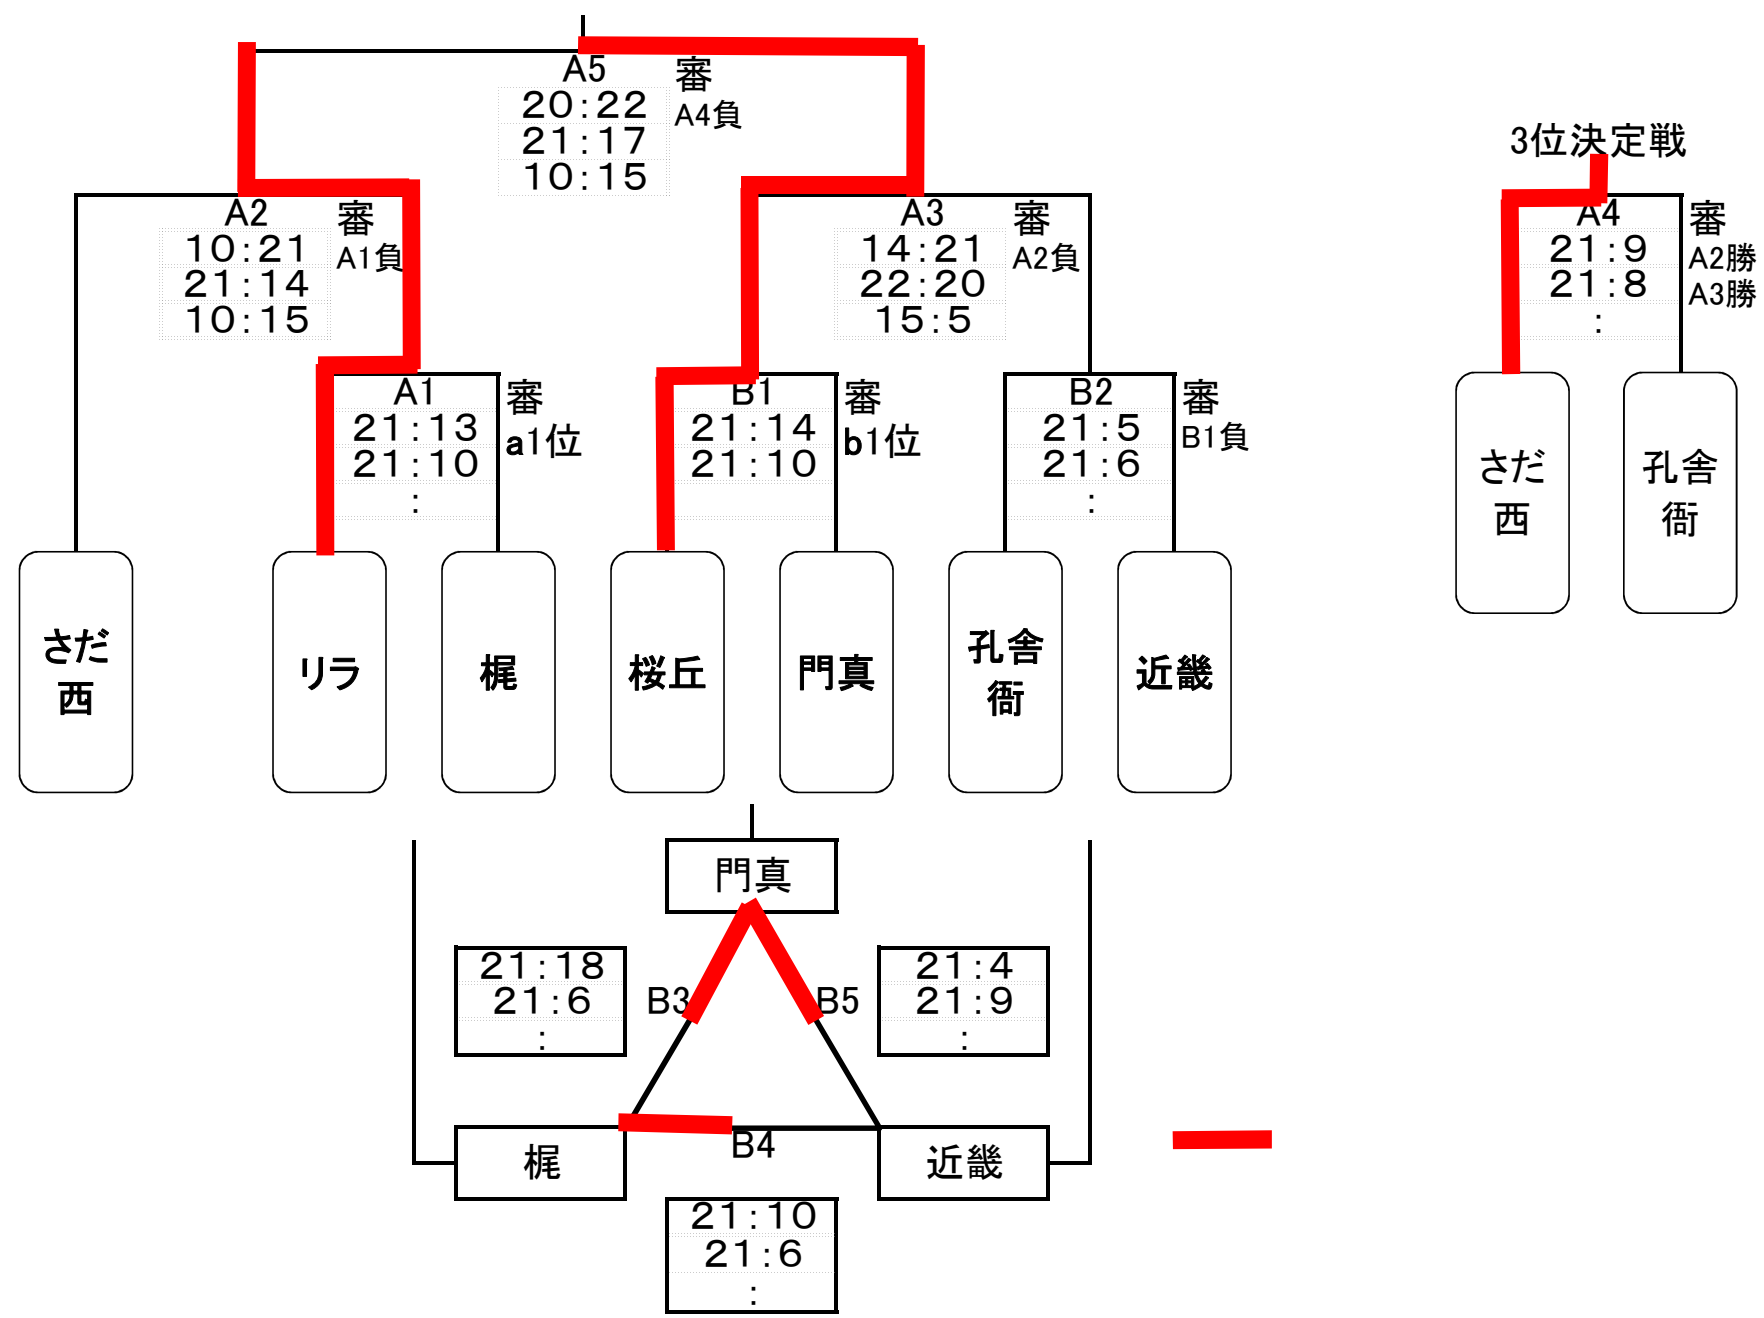 A5
審
20:22
A4負
21:17
10:15
3位決定戦
A2
審
10:21
A1負
21:14
10:15
A3
審
14:21
A2負
22:20
15:5
A4
審
21:9
A2勝
21:8
A3勝
:
A1
審
21:13
a1位
21:10
:
B1
審
21:14
b1位
21:10
B2
審
21:5
B1負
21:6
:
さだ
西
孔舎
衙
さだ
西
リラ
梶
桜丘
門真
孔舎
衙
近畿
門真
21:18
21:6
:
B3
B5
21:4
21:9
:
梶
B4
近畿
21:10
21:6
: